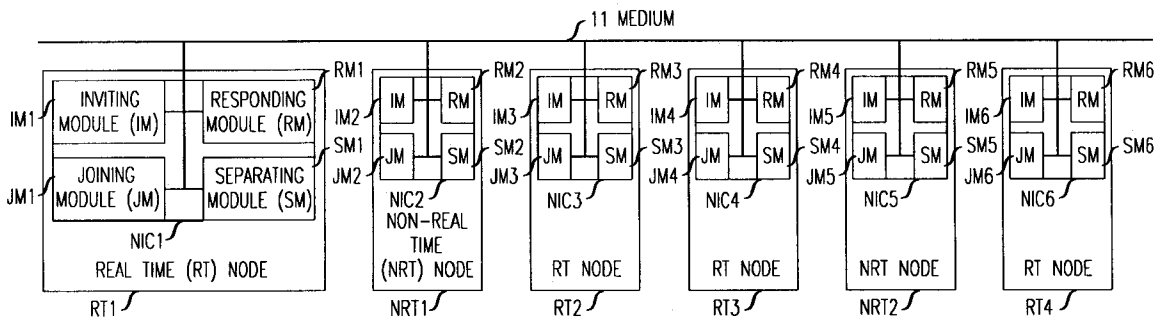 11 MEDIUM
RM1
RM2
RM3
RM4
RM5
RM6
INVITING
MODULE (IM)
RESPONDING
MODULE (RM)
IM
RM
IM
RM
IM
RM
IM
RM
IM
RM
IM1
IM2
IM3
IM4
IM5
IM6
SM1
SM2
SM3
SM4
SM5
SM6
JOINING
MODULE (JM)
SEPARATING
MODULE (SM)
JM
SM
JM
SM
JM
SM
JM
SM
JM
SM
JM1
JM2
JM3
JM4
JM5
JM6
NIC1
NIC2
NIC3
NIC4
NIC5
NIC6
REAL TIME (RT) NODE
NON-REAL
TIME
(NRT) NODE
RT NODE
RT NODE
NRT NODE
RT NODE
RT1
NRT1
RT2
RT3
NRT2
RT4